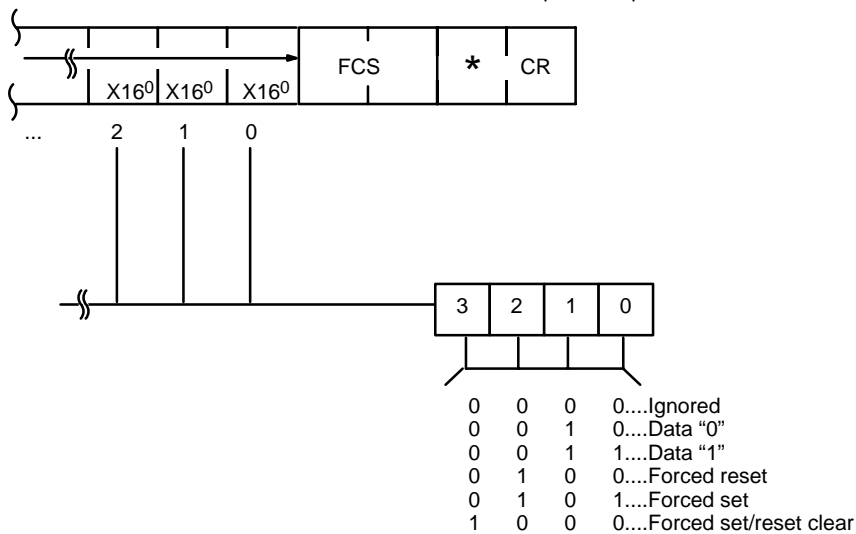 FCS * CR
X16⁰ X16⁰ X16⁰
... 2 1 0
3 2 1 0
0 0 0 0....Ignored
0 0 1 0....Data “0”
0 0 1 1....Data “1”
0 1 0 0....Forced reset
0 1 0 1....Forced set
1 0 0 0....Forced set/reset clear